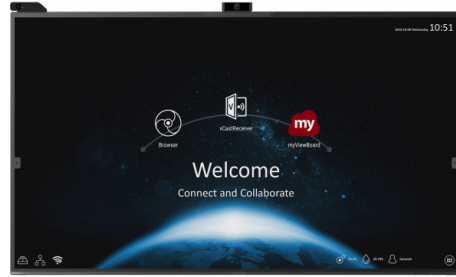 10:51
my
Browser
vCastReceiver
myViewBoard
Welcome
Connect and Collaborate